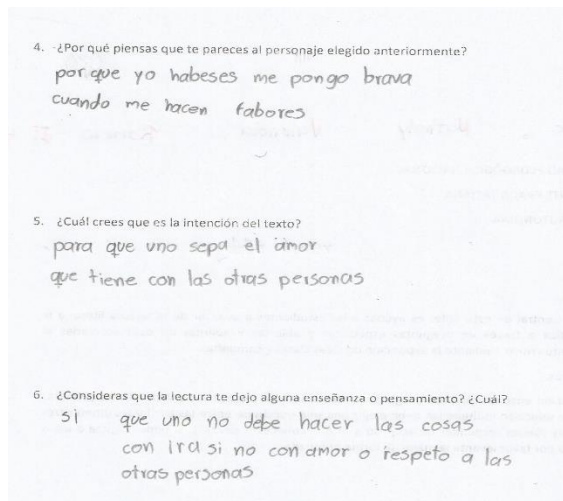 4. -¿Por qué piensas que te pareces al personaje elegido anteriormente?
por que yo habeses me pongo brava
cuando me hacen fabores
5. ¿Cuál crees que es la intención del texto?
para que uno sepa el amor
que tiene con las otras personas
6. ¿Consideras que la lectura te dejo alguna enseñanza o pensamiento? ¿Cuál?
si que uno no debe hacer las cosas
con ira si no con amor o respeto a las
otras personas